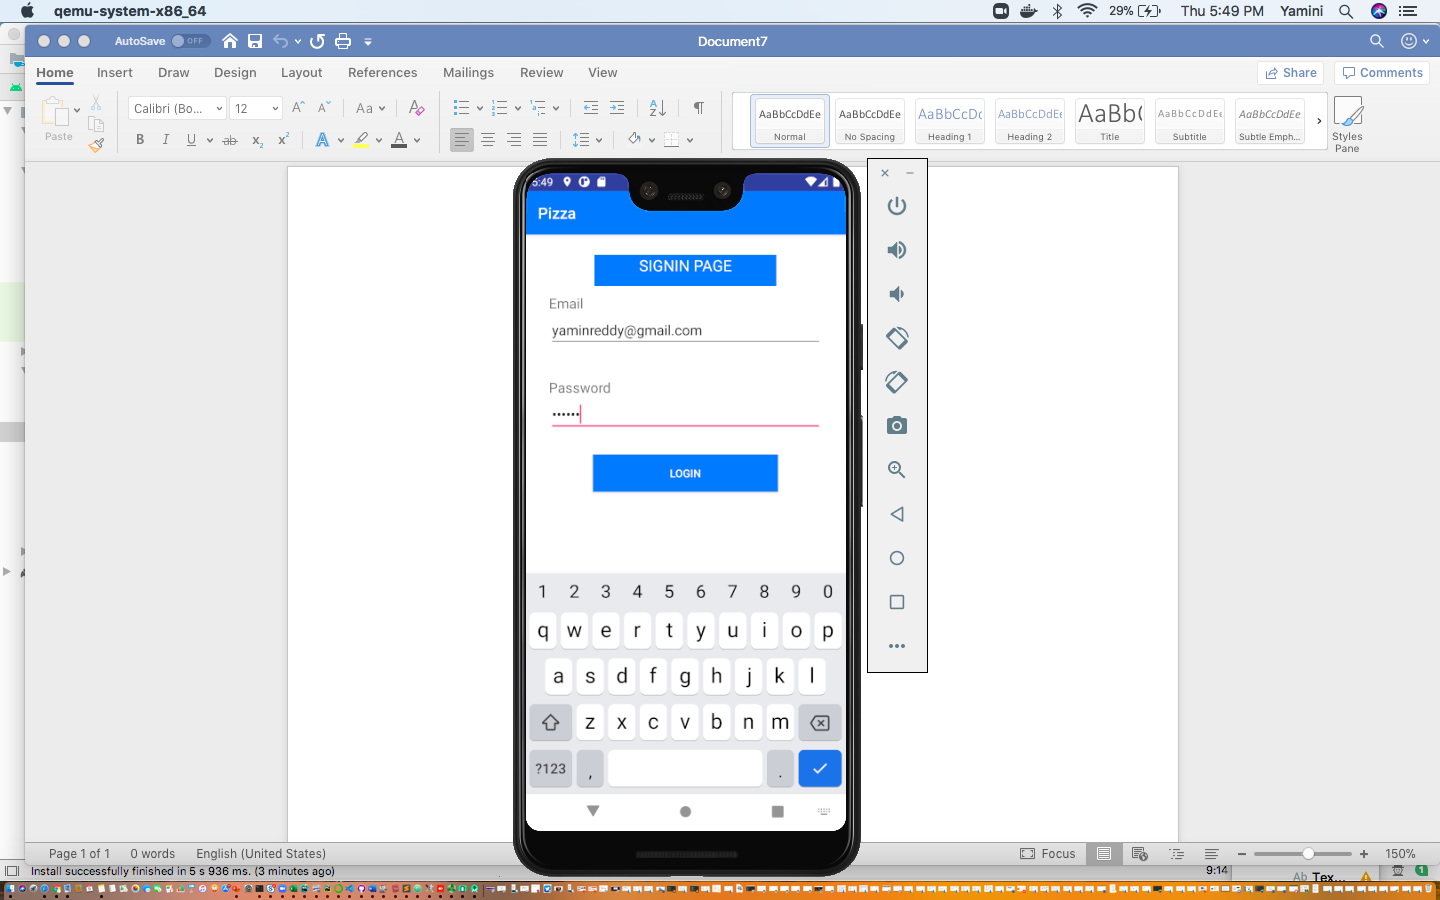 qemu-system-x86_64
29%
Thu 5:49 PM
Yamini
AutoSave
OFF
Document7
Home
Insert
Draw
Design
Layout
References
Mailings
Review
View
Share
Comments
Paste
Calibri (Bo...
12
Aa
AaBbCcDdEe
Normal
AaBbCcDdEe
No Spacing
AaBbCcDc
Heading 1
AaBbCcDdEe
Heading 2
AaBb(
Title
AaBbCcDdEe
Subtitle
AaBbCcDdEe
Subtle Emph...
Styles
Pane
B I U ab x₂ x² A A
5:49
Pizza
SIGNIN PAGE
Email
yaminreddy@gmail.com
Password
••••••
LOGIN
1 2 3 4 5 6 7 8 9 0
q w e r t y u i o p
a s d f g h j k l
z x c v b n m
?123 , .
Page 1 of 1
0 words
English (United States)
Focus
150%
Install successfully finished in 5 s 936 ms. (3 minutes ago)
9:14
Ab Tex...
1